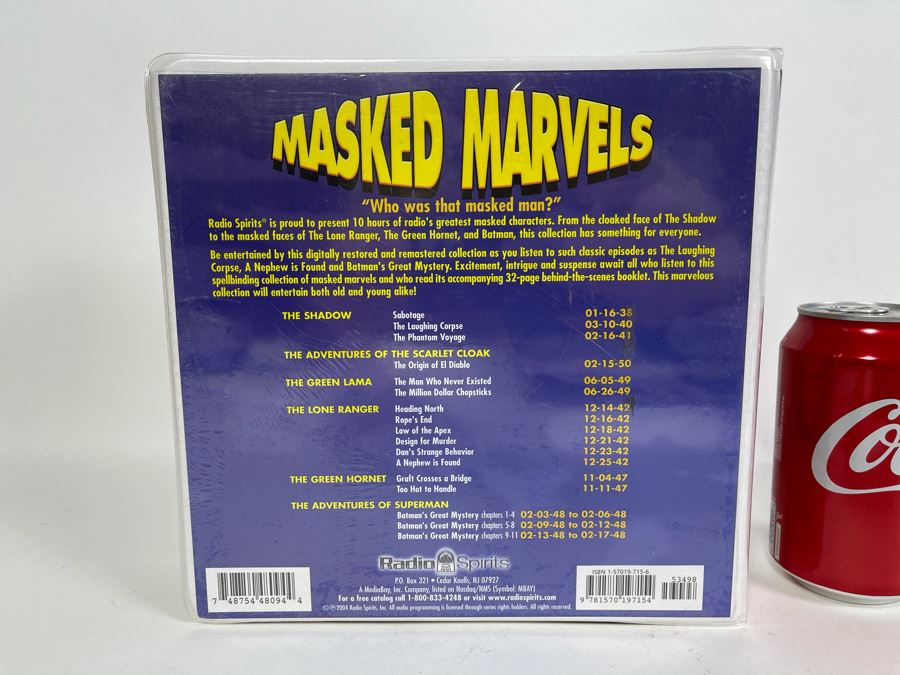 MASKED MARVELS
“Who was that masked man?”
Radio Spirits® is proud to present 10 hours of radio's greatest masked characters. From the cloaked face of The Shadow
to the masked faces of The Lone Ranger, The Green Hornet, and Batman, this collection has something for everyone.
Be entertained by this digitally restored and remastered collection as you listen to such classic episodes as The Laughing
Corpse, A Nephew is Found and Batman's Great Mystery. Excitement, intrigue and suspense await all who listen to this
spellbinding collection of masked marvels and who read its accompanying 32-page behind-the-scenes booklet. This marvelous
collection will entertain both old and young alike!
THE SHADOW Sabotage 01-16-38
The Laughing Corpse 03-10-40
The Phantom Voyage 02-16-41
THE ADVENTURES OF THE SCARLET CLOAK
The Origin of El Diablo 02-15-50
THE GREEN LAMA The Man Who Never Existed 06-05-49
The Million Dollar Chopsticks 06-26-49
THE LONE RANGER Heading North 12-14-42
Rope's End 12-16-42
Law of the Apex 12-18-42
Design for Murder 12-21-42
Dan's Strange Behavior 12-23-42
A Nephew is Found 12-25-42
THE GREEN HORNET Graft Crosses a Bridge 11-04-47
Too Hot to Handle 11-11-47
THE ADVENTURES OF SUPERMAN
Batman's Great Mystery chapters 1-4 02-03-48 to 02-06-48
Batman's Great Mystery chapters 5-8 02-09-48 to 02-12-48
Batman's Great Mystery chapters 9-11 02-13-48 to 02-17-48
Radio Spirits
P.O. Box 321 • Cedar Knolls, NJ 07927
A MediaBay, Inc. Company, listed on Nasdaq/NMS (Symbol: MBAY)
For a free catalog call 1-800-833-4248 or visit www.radiospirits.com
©℗2004 Radio Spirits, Inc. All audio programming is licensed through series rights holders. All rights reserved.
7 48754 48094 4
ISBN 1-57019-715-6
53498
9 781570 197154
Co